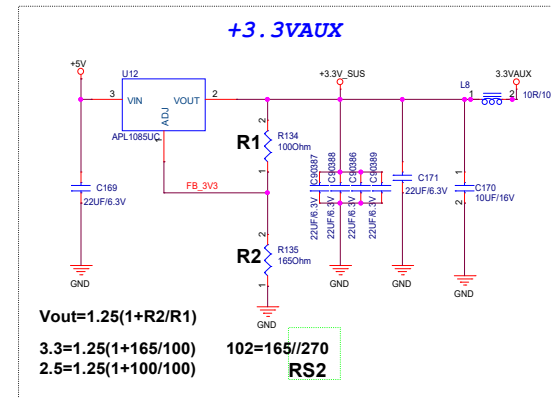 +3.3VAUX
+5V
U12
+3.3V_SUS
3.3VAUX
3
VIN
VOUT
2
L8
1
2
10R/10
ADJ
APL1085UC
1
R1
2
R134
100Ohm
1
C169
22UF/6.3V
FB_3V3
C90387
C90388
C90386
C90389
22UF/6.3V
22UF/6.3V
22UF/6.3V
22UF/6.3V
C171
22UF/6.3V
1
C170
10UF/16V
2
R2
2
R135
165Ohm
1
GND
GND
GND
GND
GND
Vout=1.25(1+R2/R1)
3.3=1.25(1+165/100) 102=165//270
2.5=1.25(1+100/100) RS2